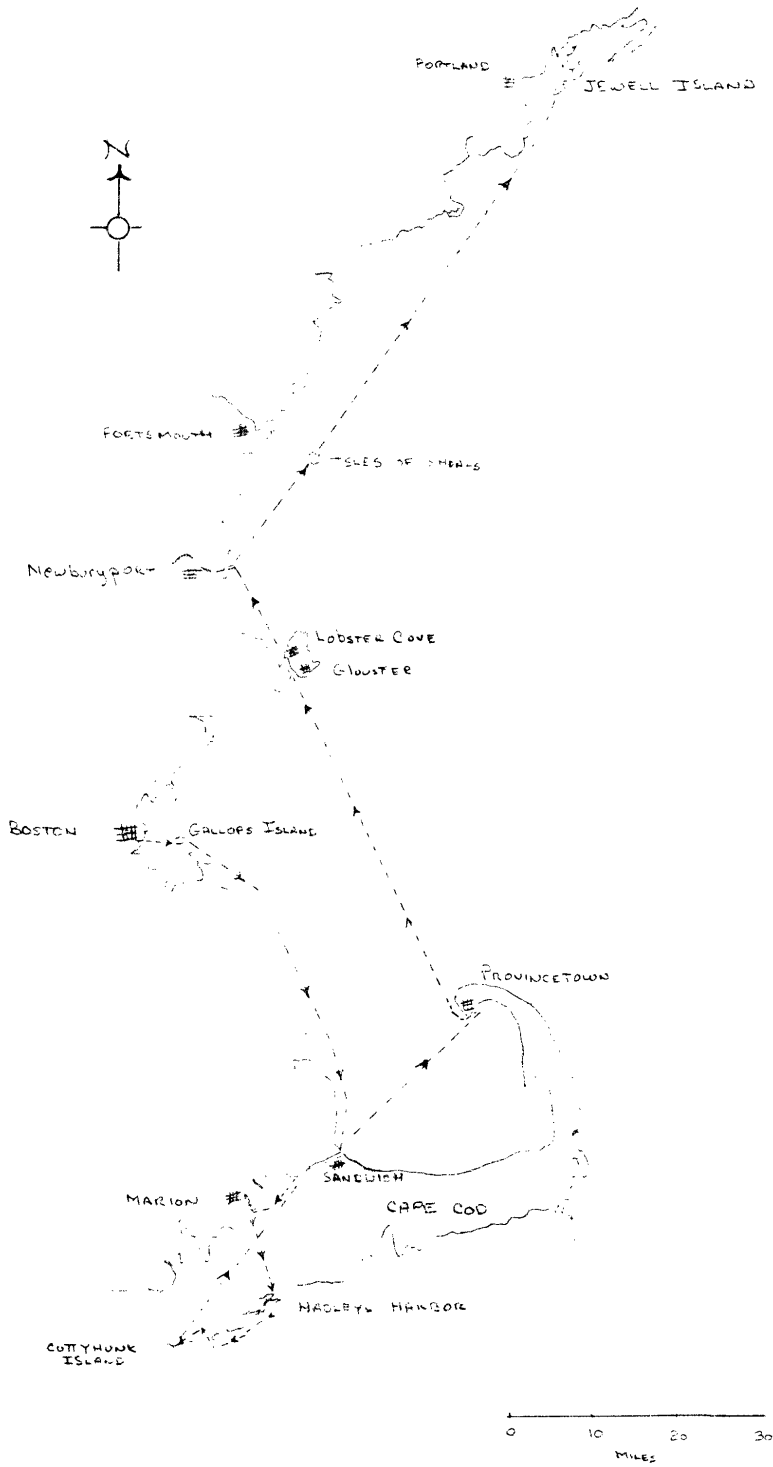 PORTLAND
JEWELL ISLAND
N
PORTSMOUTH
ISLES OF SHOALS
Newburyport
LOBSTER COVE
GLOUSTER
BOSTON
GALLOPS ISLAND
PROVINCETOWN
SANDWICH
MARION
CAPE COD
HADLEYS HARBOR
CUTTYHUNK
ISLAND
0 10 20 30
MILES